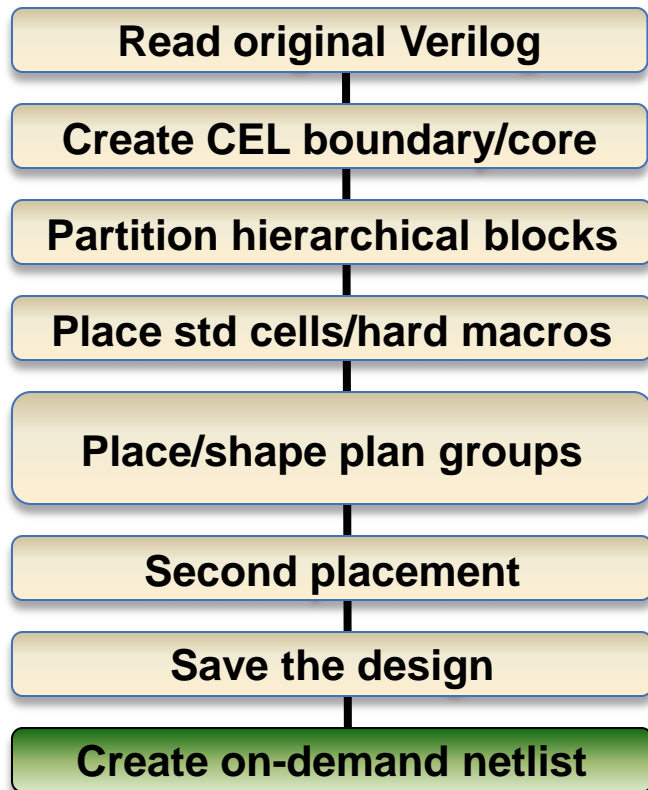 Read original Verilog
Create CEL boundary/core
Partition hierarchical blocks
Place std cells/hard macros
Place/shape plan groups
Second placement
Save the design
Create on-demand netlist